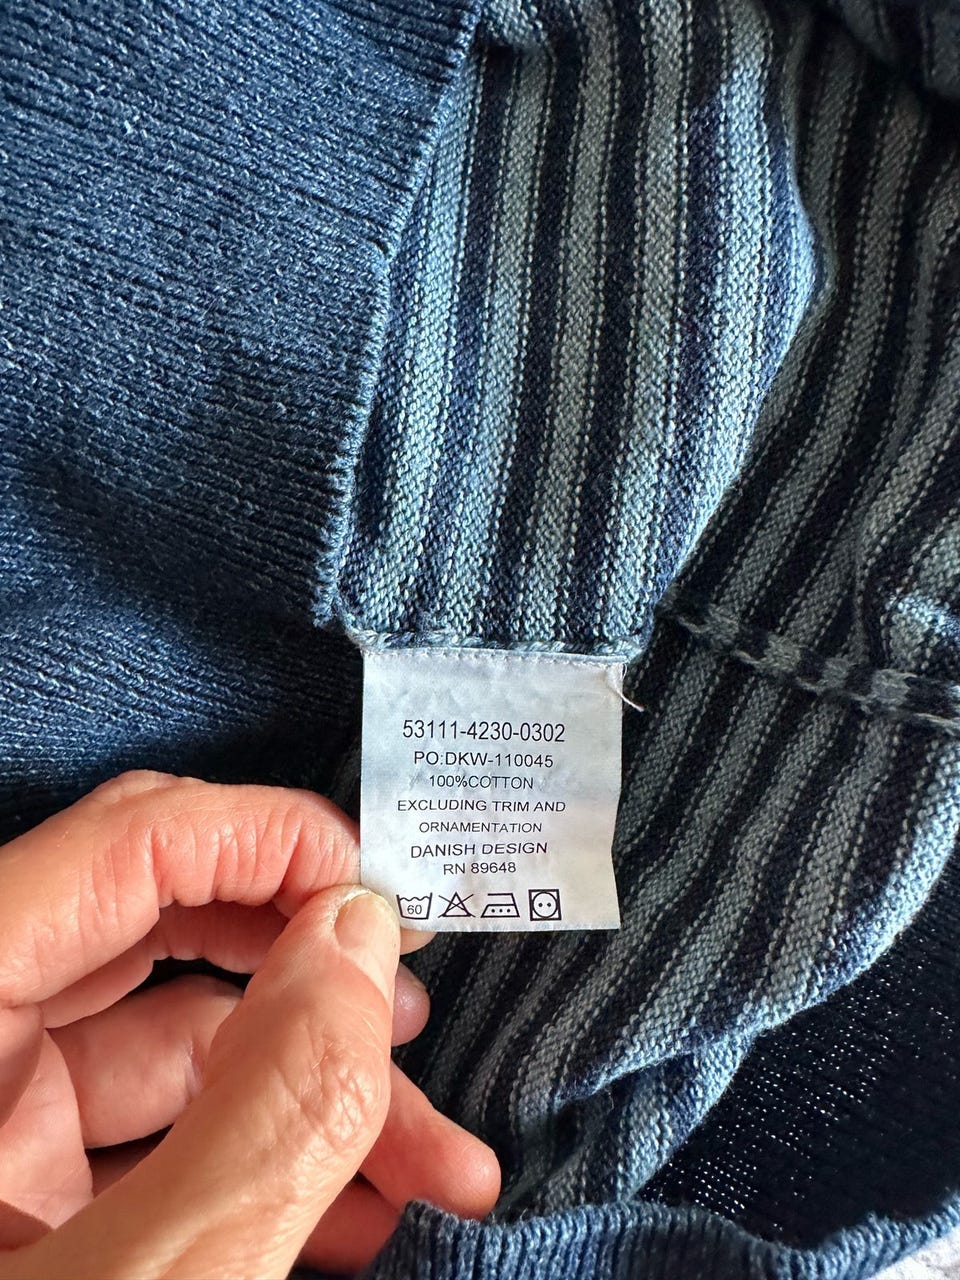 53111-4230-0302
PO:DKW-110045
100%COTTON
EXCLUDING TRIM AND
ORNAMENTATION
DANISH DESIGN
RN 89648
60